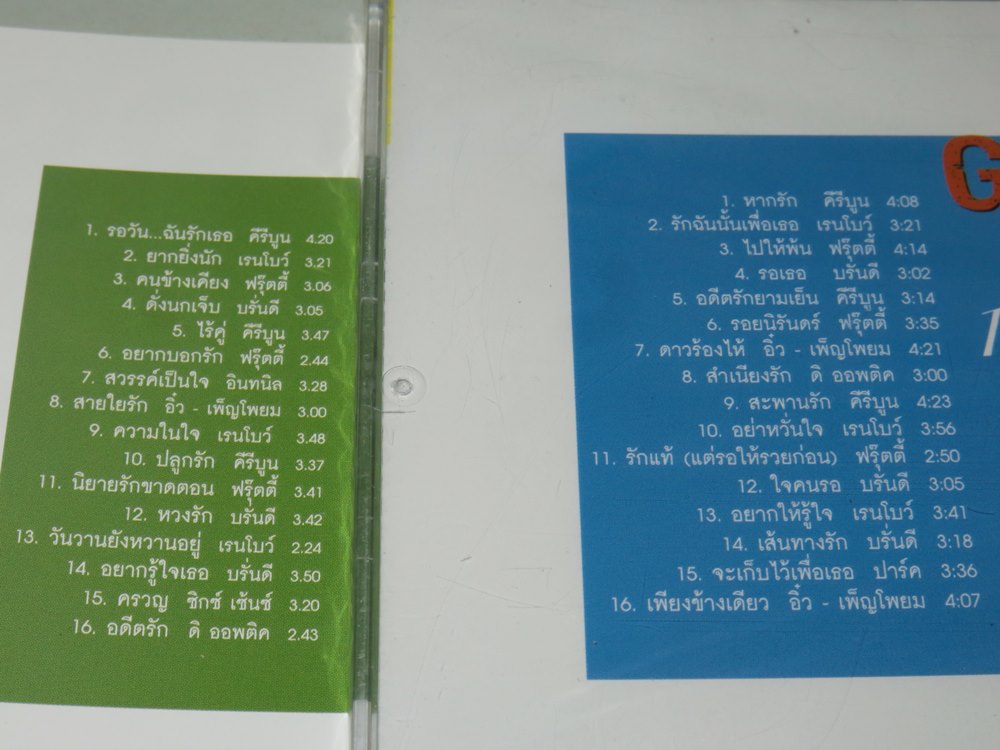 1. รอวัน...ฉันรักเธอ คีรีบูน 4.20
2. ยากยิ่งนัก เรนโบว์ 3.21
3. คนข้างเคียง ฟรุ๊ตตี้ 3.06
4. ดั่งนกเจ็บ บรั่นดี 3.05
5. ไร้คู่ คีรีบูน 3.47
6. อยากบอกรัก ฟรุ๊ตตี้ 2.44
7. สวรรค์เป็นใจ อินทนิล 3.28
8. สายใยรัก อิ๋ว - เพ็ญโพยม 3.00
9. ความในใจ เรนโบว์ 3.48
10. ปลูกรัก คีรีบูน 3.37
11. นิยายรักขาดตอน ฟรุ๊ตตี้ 3.41
12. หวงรัก บรั่นดี 3.42
13. วันวานยังหวานอยู่ เรนโบว์ 2.24
14. อยากรู้ใจเธอ บรั่นดี 3.50
15. ครวญ ซิกซ์ เซ้นซ์ 3.20
16. อดีตรัก ดิ ออพติค 2.43
G
1. หากรัก คีรีบูน 4:08
2. รักฉันนั้นเพื่อเธอ เรนโบว์ 3:21
3. ไปให้พ้น ฟรุ๊ตตี้ 4:14
4. รอเธอ บรั่นดี 3:02
5. อดีตรักยามเย็น คีรีบูน 3:14
6. รอยนิรันดร์ ฟรุ๊ตตี้ 3:35
7. ดาวร้องไห้ อิ๋ว - เพ็ญโพยม 4:21
8. สำเนียงรัก ดิ ออพติค 3:00
9. สะพานรัก คีรีบูน 4:23
10. อย่าหวั่นใจ เรนโบว์ 3:56
11. รักแท้ (แต่รอให้รวยก่อน) ฟรุ๊ตตี้ 2:50
12. ใจคนรอ บรั่นดี 3:05
13. อยากให้รู้ใจ เรนโบว์ 3:41
14. เส้นทางรัก บรั่นดี 3:18
15. จะเก็บไว้เพื่อเธอ ปาร์ค 3:36
16. เพียงข้างเดียว อิ๋ว - เพ็ญโพยม 4:07